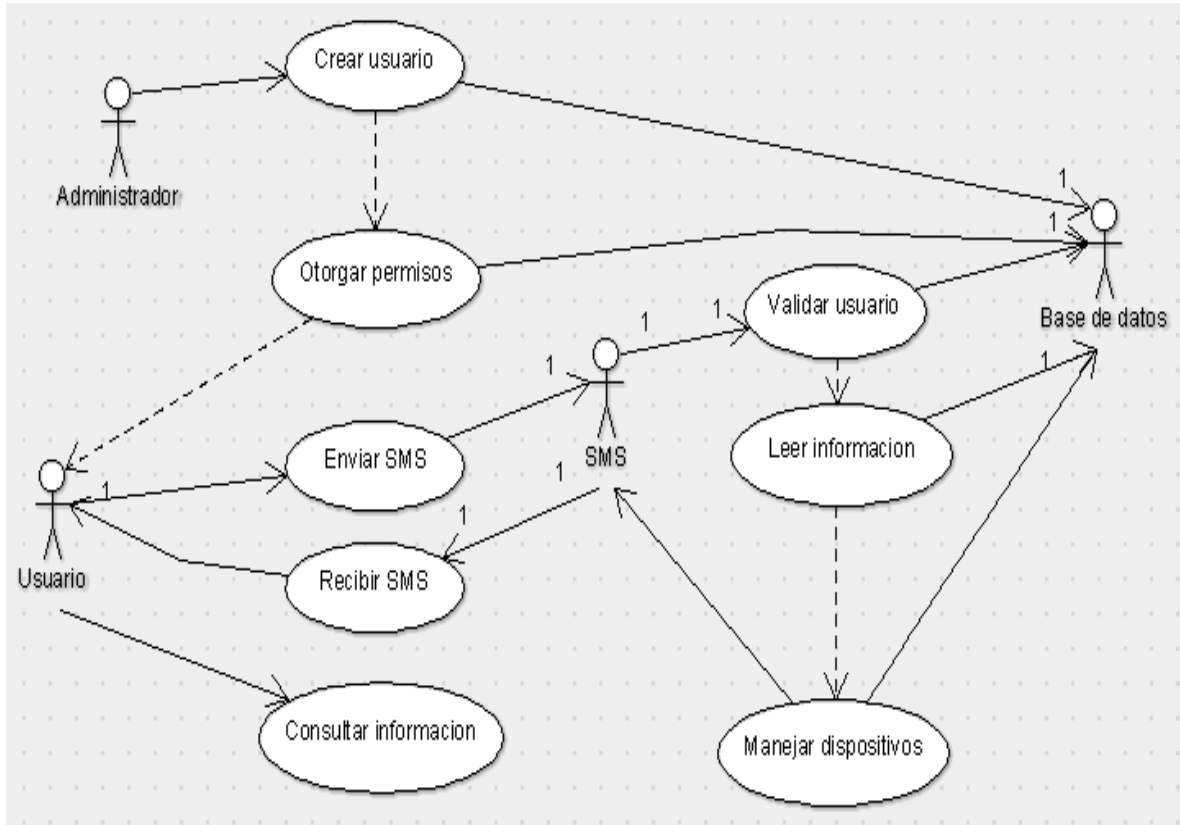 Crear usuario
Administrador
1
Otorgar permisos
1
Validar usuario
Base de datos
1
1
1
1
Enviar SMS
SMS
Leer informacion
1
1
1
Recibir SMS
Usuario
Consultar informacion
Manejar dispositivos